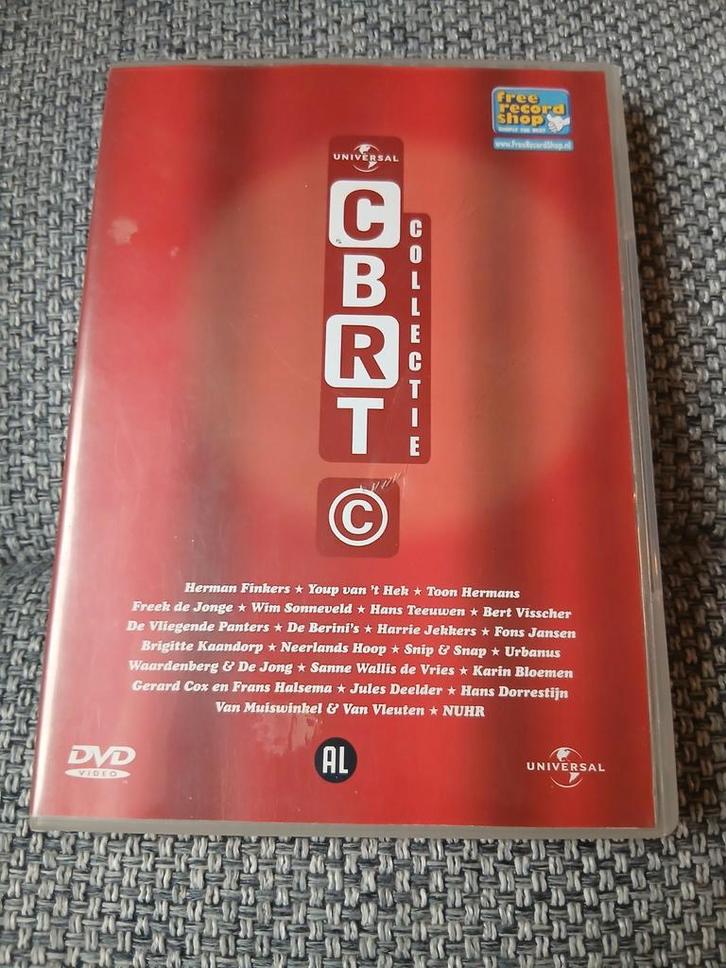 free
record
shop
SIMPLY THE BEST
www.FreeRecordShop.nl
UNIVERSAL
CBRT
COLLECTIE
©
Herman Finkers ★ Youp van 't Hek ★ Toon Hermans
Freek de Jonge ★ Wim Sonneveld ★ Hans Teeuwen ★ Bert Visscher
De Vliegende Panters ★ De Berini's ★ Harrie Jekkers ★ Fons Jansen
Brigitte Kaandorp ★ Neerlands Hoop ★ Snip & Snap ★ Urbanus
Waardenberg & De Jong ★ Sanne Wallis de Vries ★ Karin Bloemen
Gerard Cox en Frans Halsema ★ Jules Deelder ★ Hans Dorrestijn
Van Muiswinkel & Van Vleuten ★ NUHR
DVD
VIDEO
AL
UNIVERSAL